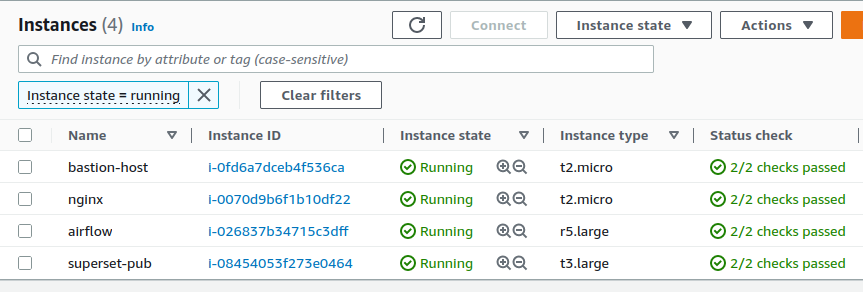 Instances (4) Info Connect Instance state Actions
Find instance by attribute or tag (case-sensitive)
Instance state = running Clear filters
Name Instance ID Instance state Instance type Status check
bastion-host i-0fd6a7dceb4f536ca Running t2.micro 2/2 checks passed
nginx i-0070d9b6f1b10df22 Running t2.micro 2/2 checks passed
airflow i-026837b34715c3dff Running r5.large 2/2 checks passed
superset-pub i-08454053f273e0464 Running t3.large 2/2 checks passed